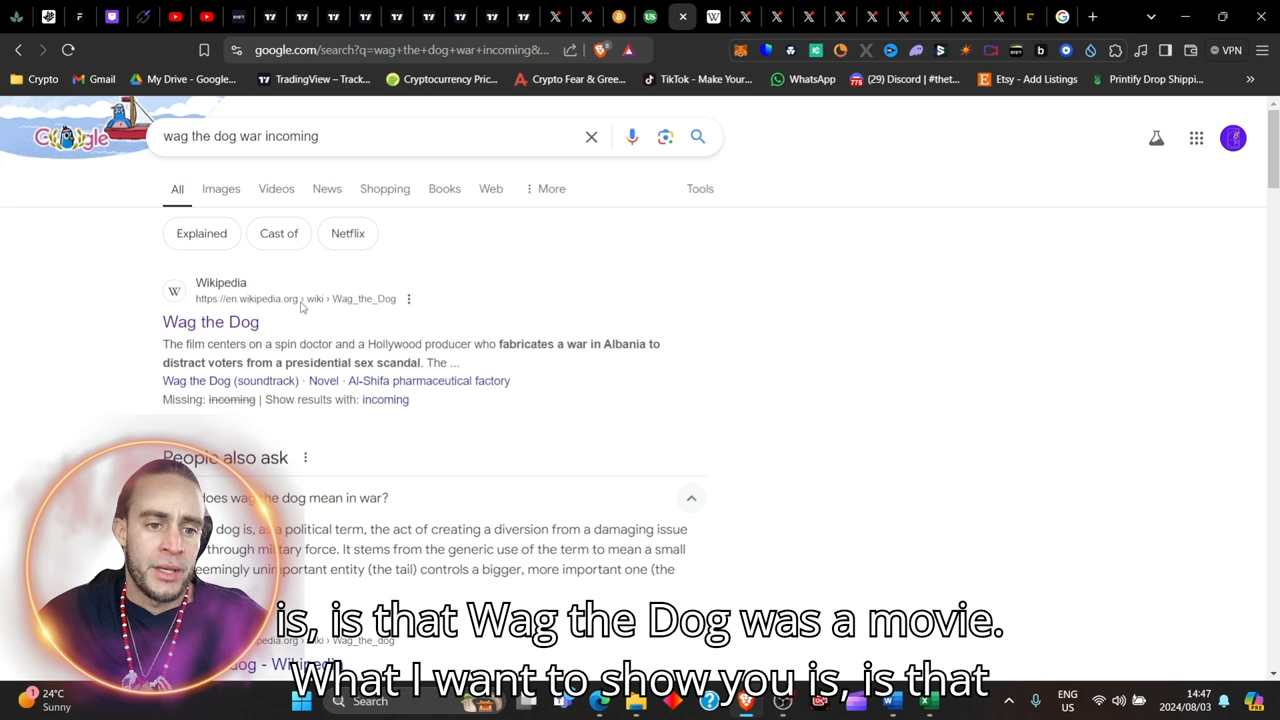 google.com/search?q=wag+the+dog+war+incoming&...
8
VPN
Crypto
Gmail
My Drive - Google...
TradingView – Track...
Cryptocurrency Pric...
Crypto Fear & Gree...
TikTok - Make Your...
WhatsApp
(29) Discord | #thet...
Etsy - Add Listings
Printify Drop Shippi...
Google
wag the dog war incoming
All
Images
Videos
News
Shopping
Books
Web
More
Tools
Explained
Cast of
Netflix
W
Wikipedia
https://en.wikipedia.org › wiki › Wag_the_Dog
Wag the Dog
The film centers on a spin doctor and a Hollywood producer who fabricates a war in Albania to
distract voters from a presidential sex scandal. The ...
Wag the Dog (soundtrack) · Novel · Al-Shifa pharmaceutical factory
Missing: incoming | Show results with: incoming
People also ask
does wag the dog mean in war?
dog is, as a political term, the act of creating a diversion from a damaging issue
through military force. It stems from the generic use of the term to mean a small
seemingly unimportant entity (the tail) controls a bigger, more important one (the
is, is that Wag the Dog was a movie.
What I want to show you is, is that
24°C
Sunny
Search
ENG
US
14:47
2024/08/03